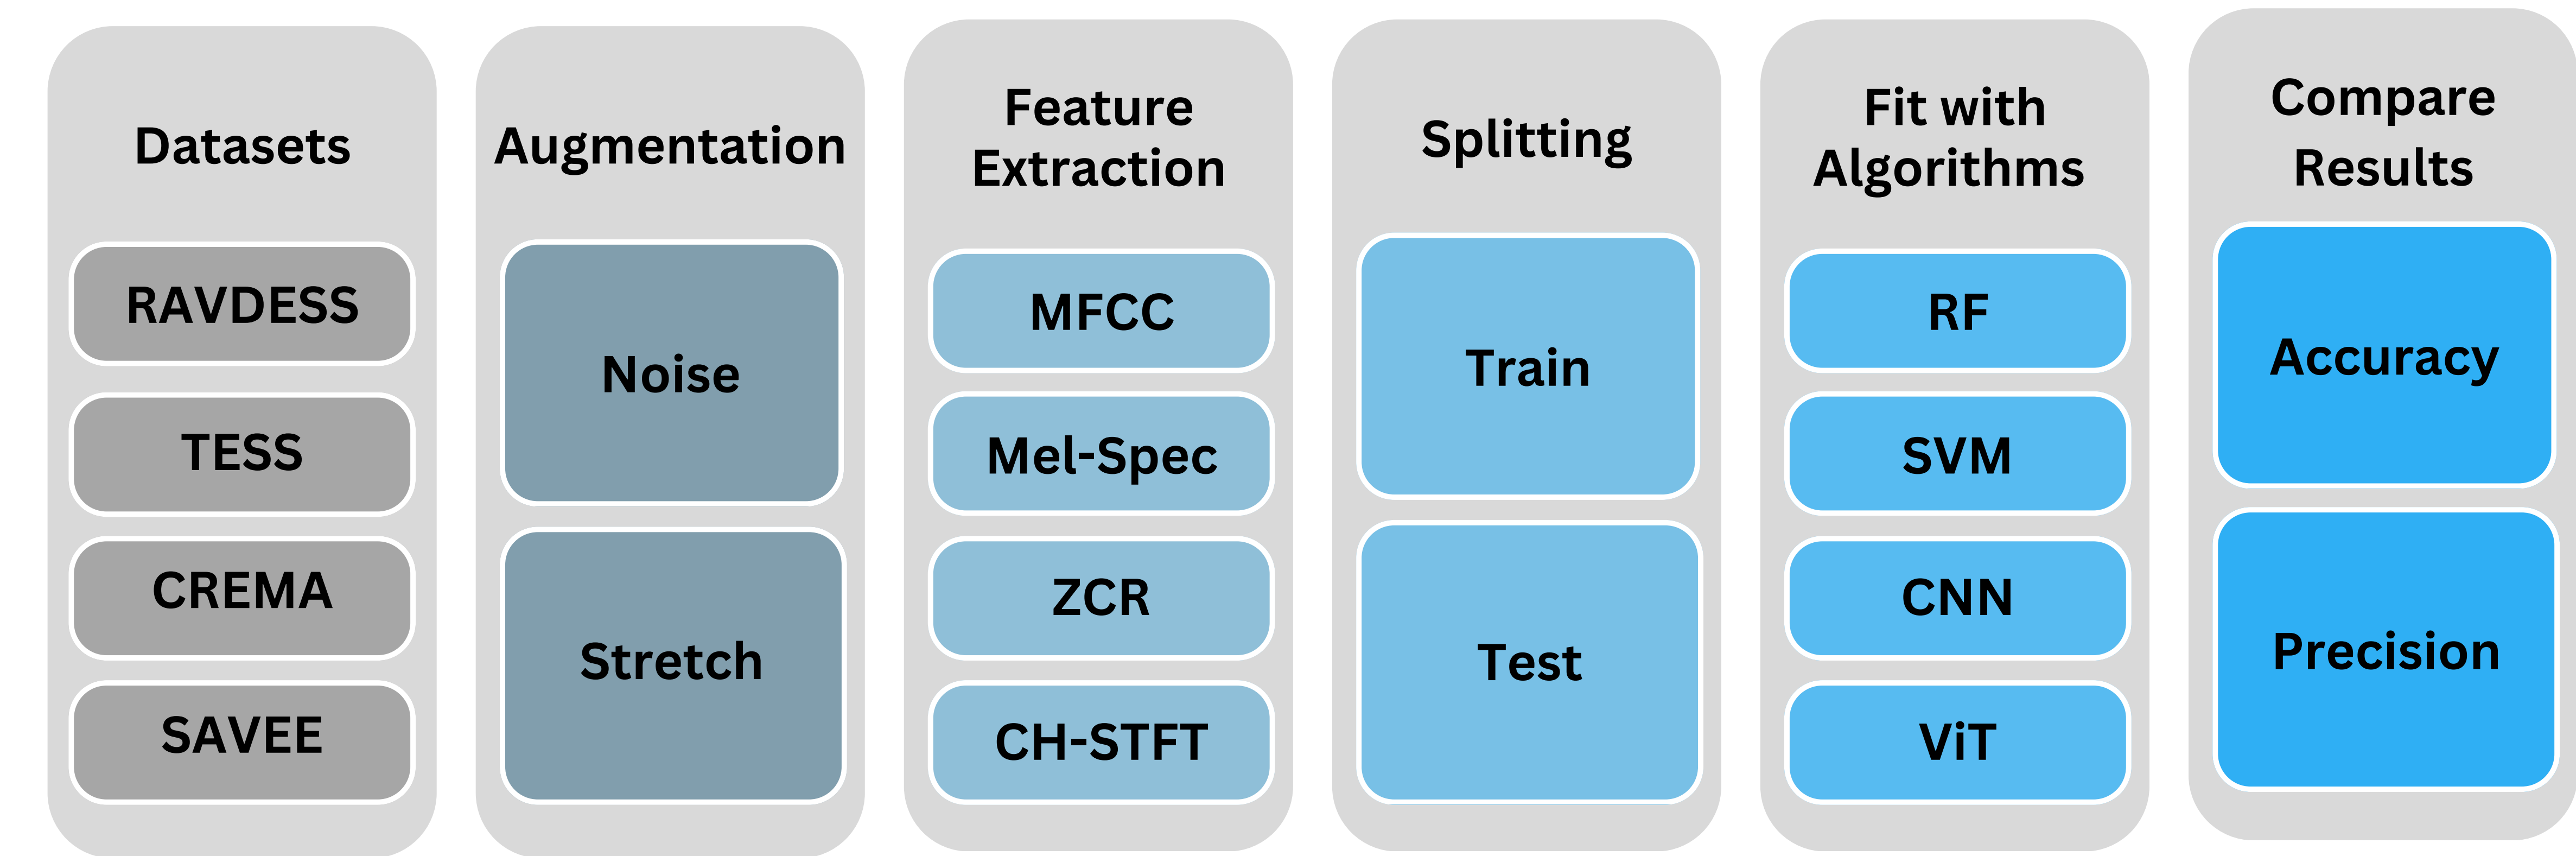 Datasets
RAVDESS
TESS
CREMA
SAVEE
Augmentation
Noise
Stretch
Feature
Extraction
MFCC
Mel-Spec
ZCR
CH-STFT
Splitting
Train
Test
Fit with
Algorithms
RF
SVM
CNN
ViT
Compare
Results
Accuracy
Precision